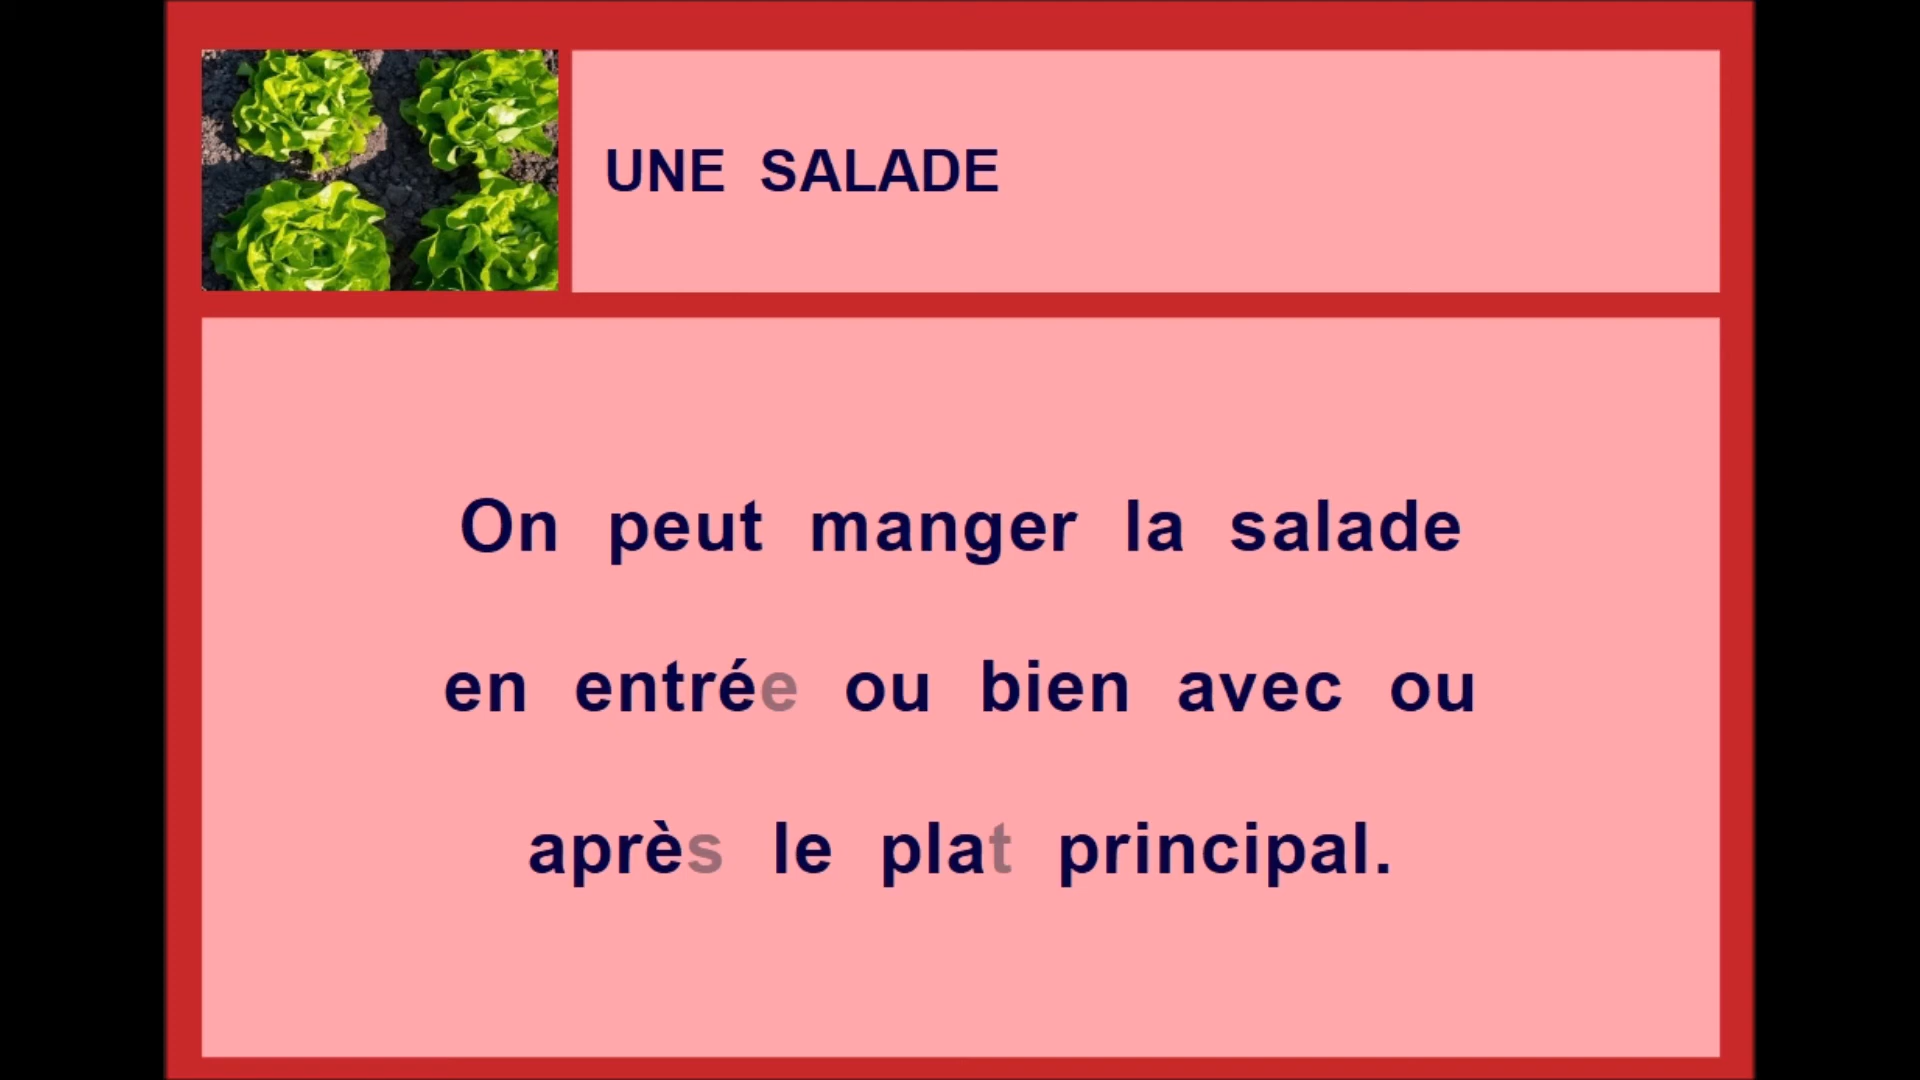 UNE SALADE
On peut manger la salade
en entrée ou bien avec ou
après le plat principal.